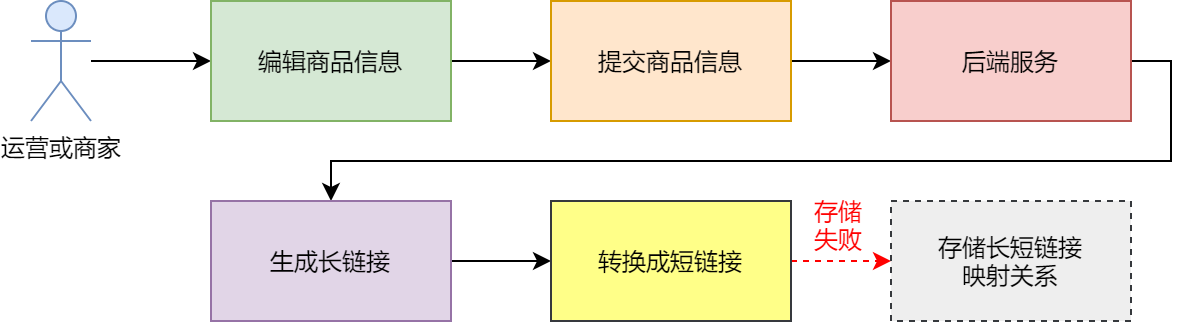 编辑商品信息
提交商品信息
后端服务
运营或商家
生成长链接
转换成短链接
存储
失败
存储长短链接
映射关系